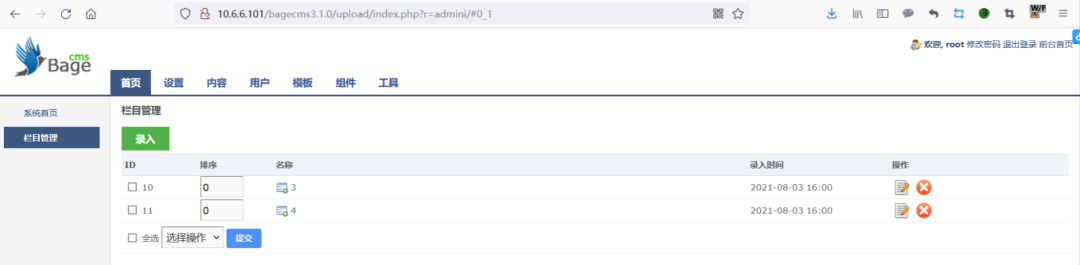 10.6.6.101/bagecms3.1.0/upload/index.php?r=admini/#0_1
W/F
cms
Bage
欢迎, root 修改密码 退出登录 前台首页
首页 设置 内容 用户 模板 组件 工具
系统首页
栏目管理
栏目管理
录入
ID 排序 名称 录入时间 操作
10 0 3 2021-08-03 16:00
11 0 4 2021-08-03 16:00
全选 选择操作 提交